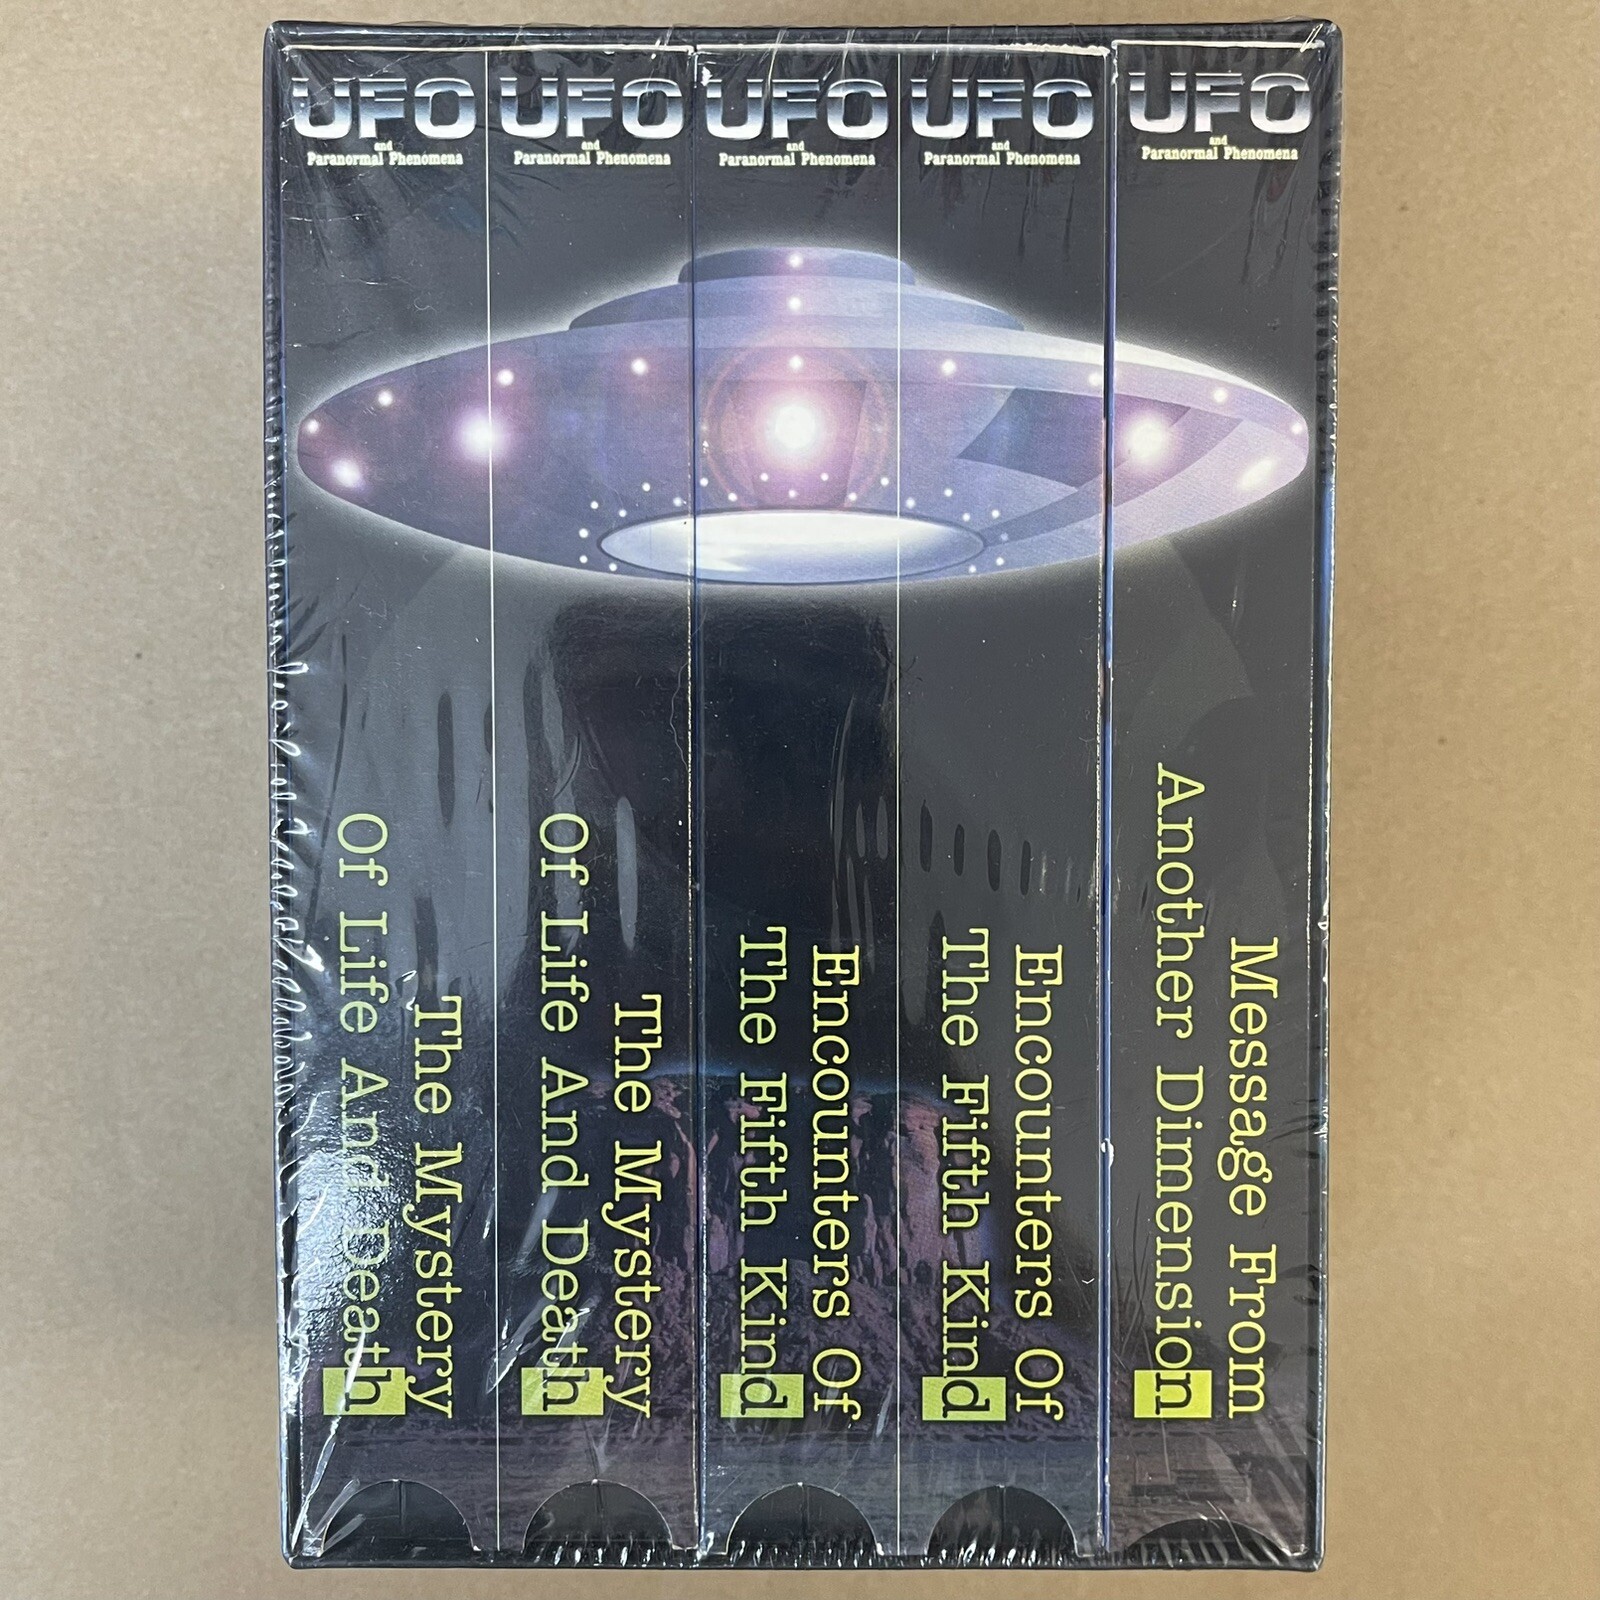 UFO
and
Paranormal Phenomena
The Mystery
Of Life And Death
UFO
and
Paranormal Phenomena
The Mystery
Of Life And Death
UFO
and
Paranormal Phenomena
Encounters Of
The Fifth Kind
UFO
and
Paranormal Phenomena
Encounters Of
The Fifth Kind
UFO
and
Paranormal Phenomena
Message From
Another Dimension